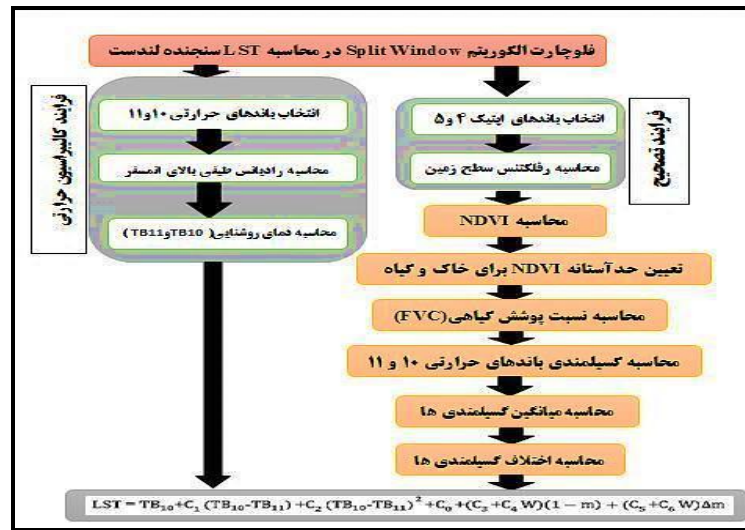 فلوچارت الگوریتم Split Window در محاسبه LST سنجنده لندست
فرایند تصحیح
انتخاب باندهای اپتیک ۴ و ۵
محاسبه رفلکتنس سطح زمین
محاسبه NDVI
تعیین حد آستانه NDVI برای خاک و گیاه
محاسبه نسبت پوشش گیاهی(FVC)
محاسبه گسیلمندی باندهای حرارتی ۱۰ و ۱۱
محاسبه میانگین گسیلمندی ها
محاسبه اختلاف گسیلمندی ها
فرایند کالیبراسیون حرارتی
انتخاب باندهای حرارتی ۱۰و۱۱
محاسبه رادیانس طیفی بالای اتمسفر
محاسبه دمای روشنایی( TB10وTB11 )
LST = TB₁₀+C₁ (TB₁₀-TB₁₁) +C₂ (TB₁₀-TB₁₁)² +C₀ +(C₃+C₄ W)(1 − m) + (C₅+C₆ W)Δm